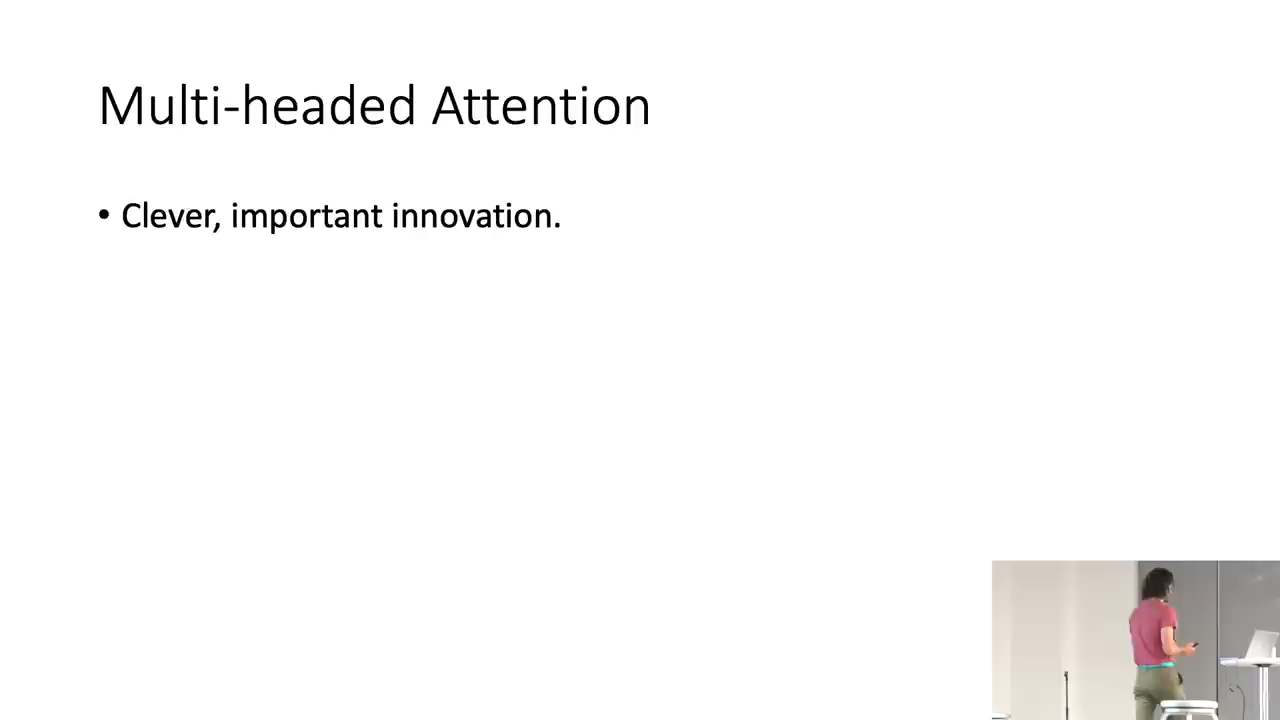 Multi-headed Attention
• Clever, important innovation.